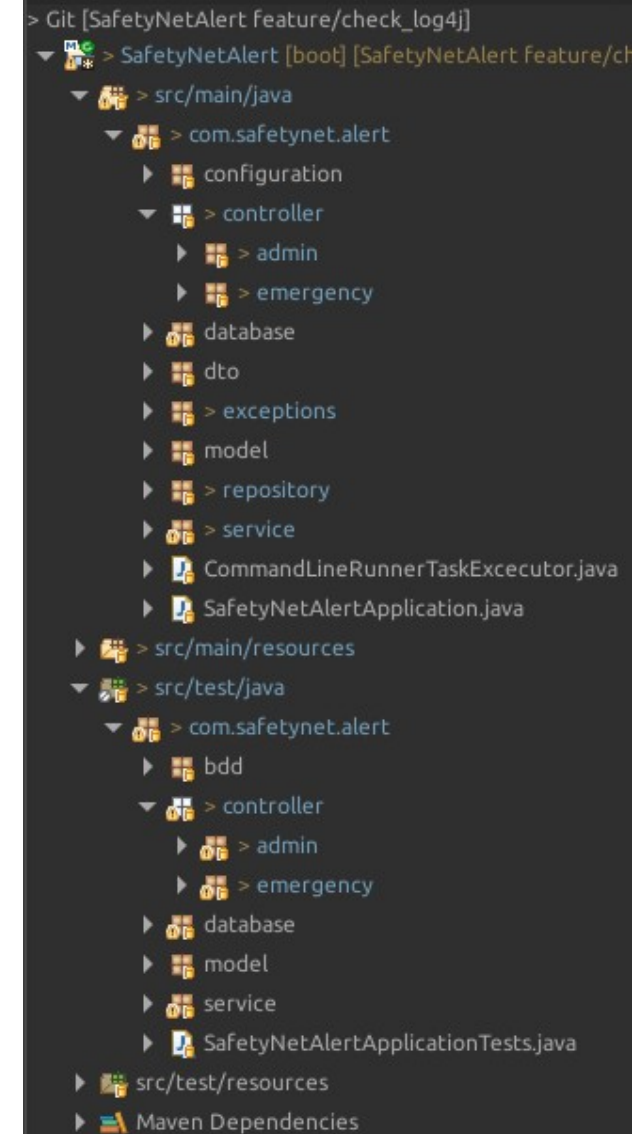 > Git [SafetyNetAlert feature/check_log4j]
> SafetyNetAlert [boot] [SafetyNetAlert feature/ch
> src/main/java
> com.safetynet.alert
configuration
> controller
> admin
> emergency
database
dto
> exceptions
model
> repository
> service
CommandLineRunnerTaskExcecutor.java
SafetyNetAlertApplication.java
> src/main/resources
> src/test/java
> com.safetynet.alert
bdd
> controller
> admin
> emergency
database
model
service
SafetyNetAlertApplicationTests.java
src/test/resources
Maven Dependencies